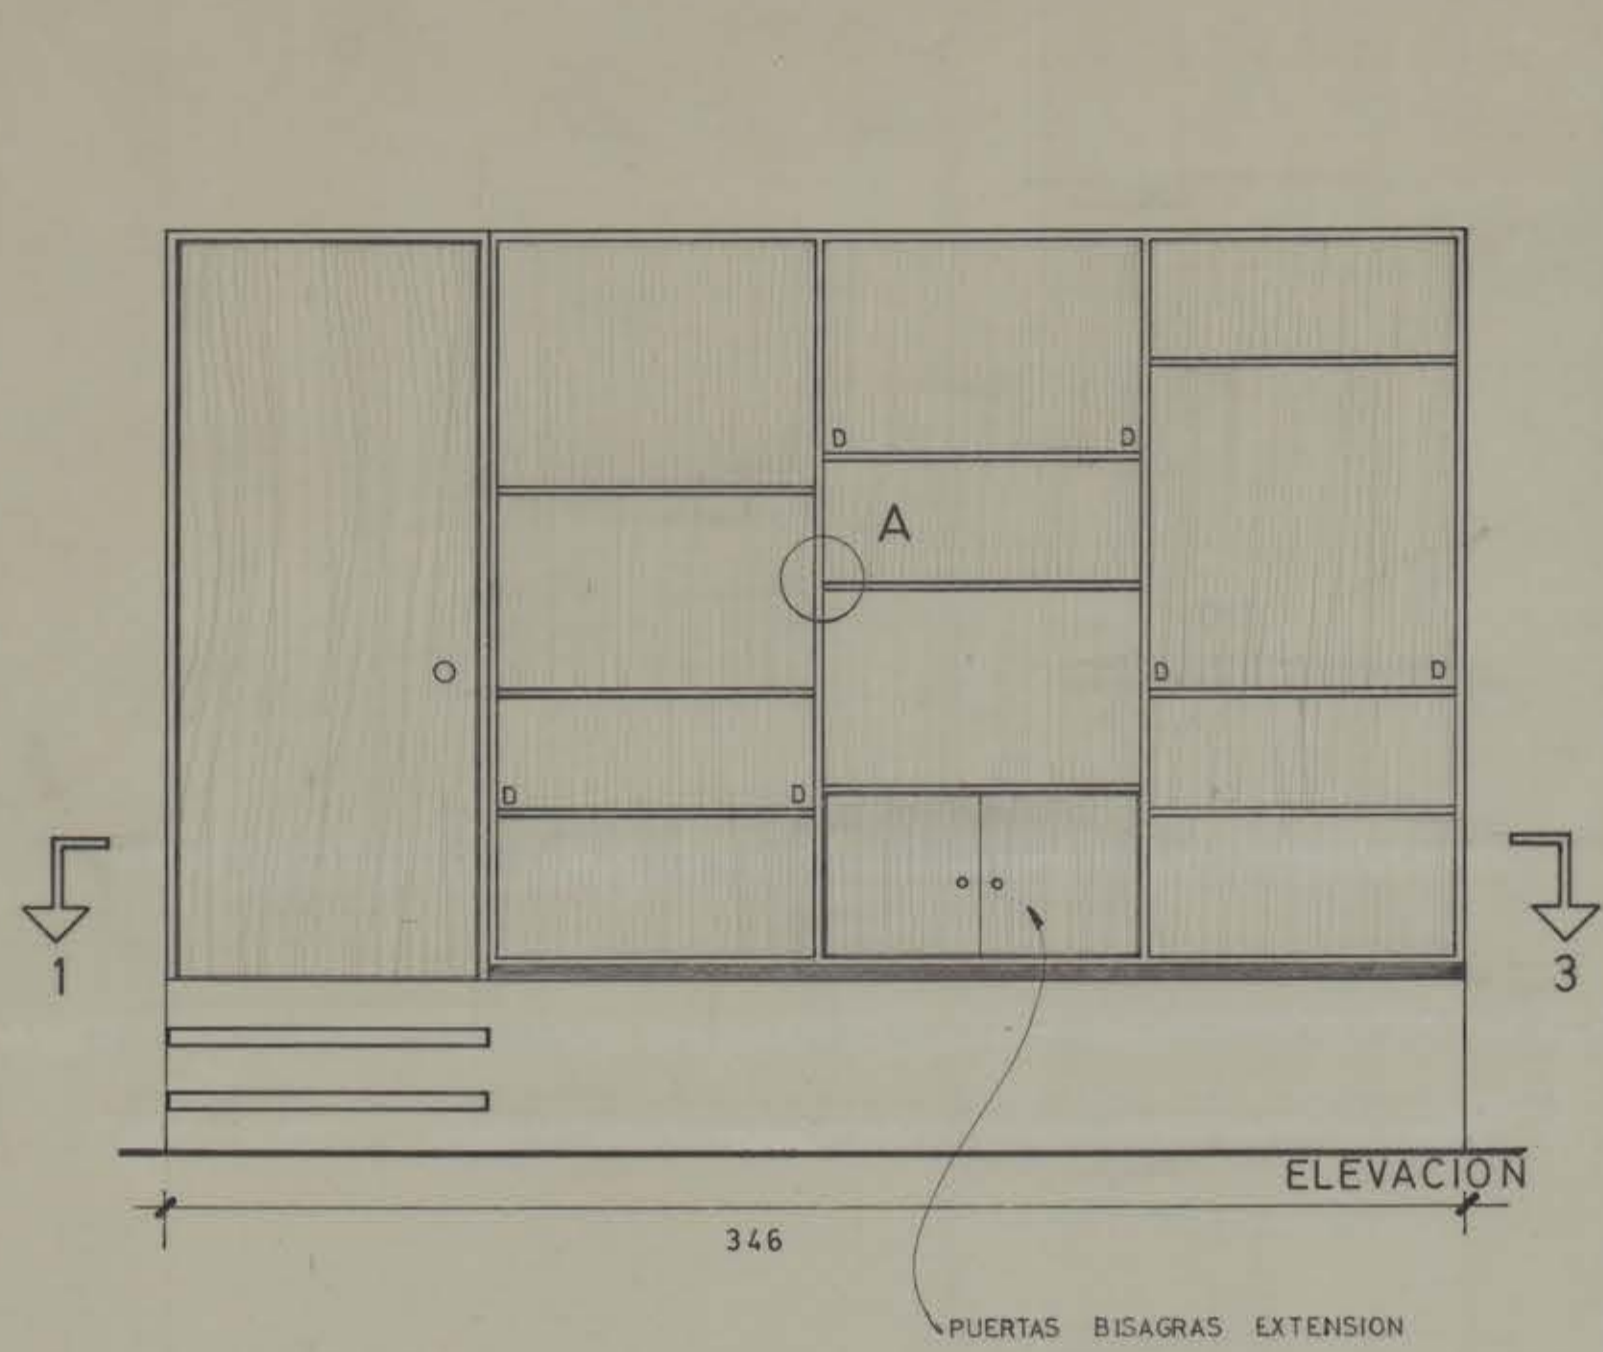 D D
A
D D
D D
1 3
ELEVACION
346
PUERTAS BISAGRAS EXTENSION